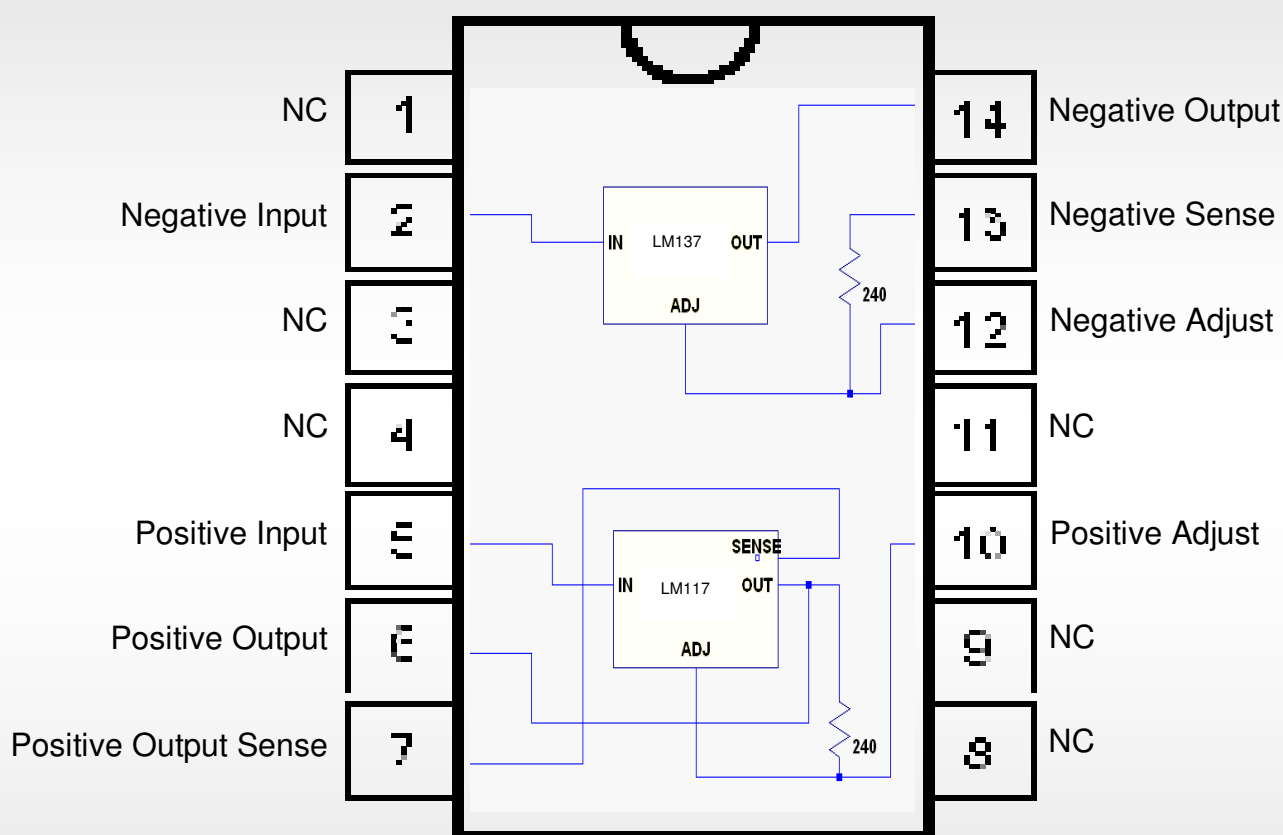 NC 1
Negative Input 2
NC 3
NC 4
Positive Input 5
Positive Output 6
Positive Output Sense 7
14 Negative Output
13 Negative Sense
12 Negative Adjust
11 NC
10 Positive Adjust
9 NC
8 NC
IN LM137 OUT
ADJ
240
SENSE
IN LM117 OUT
ADJ
240